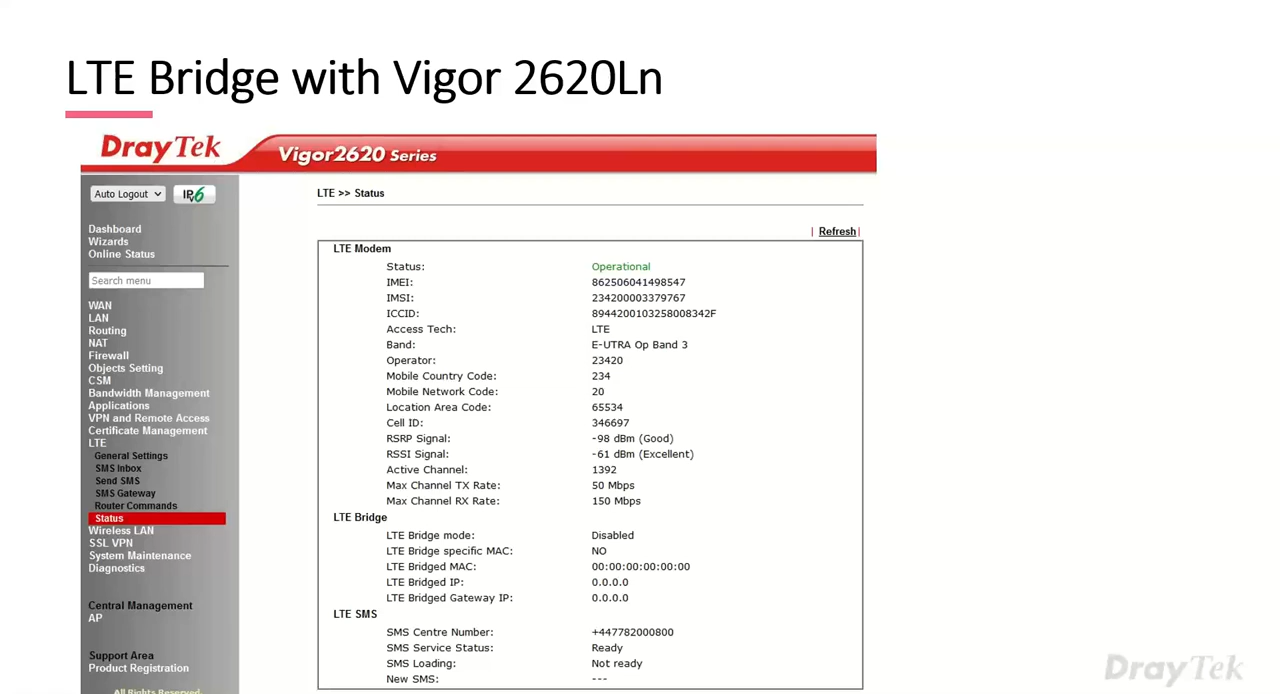 LTE Bridge with Vigor 2620Ln
DrayTek
Vigor2620 Series
Auto Logout
IPv6
Dashboard
Wizards
Online Status
Search menu
WAN
LAN
Routing
NAT
Firewall
Objects Setting
CSM
Bandwidth Management
Applications
VPN and Remote Access
Certificate Management
LTE
General Settings
SMS Inbox
Send SMS
SMS Gateway
Router Commands
Status
Wireless LAN
SSL VPN
System Maintenance
Diagnostics
Central Management
AP
Support Area
Product Registration
All Rights Reserved.
LTE >> Status
| Refresh |
LTE Modem
Status: Operational
IMEI: 862506041498547
IMSI: 234200003379767
ICCID: 8944200103258008342F
Access Tech: LTE
Band: E-UTRA Op Band 3
Operator: 23420
Mobile Country Code: 234
Mobile Network Code: 20
Location Area Code: 65534
Cell ID: 346697
RSRP Signal: -98 dBm (Good)
RSSI Signal: -61 dBm (Excellent)
Active Channel: 1392
Max Channel TX Rate: 50 Mbps
Max Channel RX Rate: 150 Mbps
LTE Bridge
LTE Bridge mode: Disabled
LTE Bridge specific MAC: NO
LTE Bridged MAC: 00:00:00:00:00:00
LTE Bridged IP: 0.0.0.0
LTE Bridged Gateway IP: 0.0.0.0
LTE SMS
SMS Centre Number: +447782000800
SMS Service Status: Ready
SMS Loading: Not ready
New SMS: ---
DrayTek